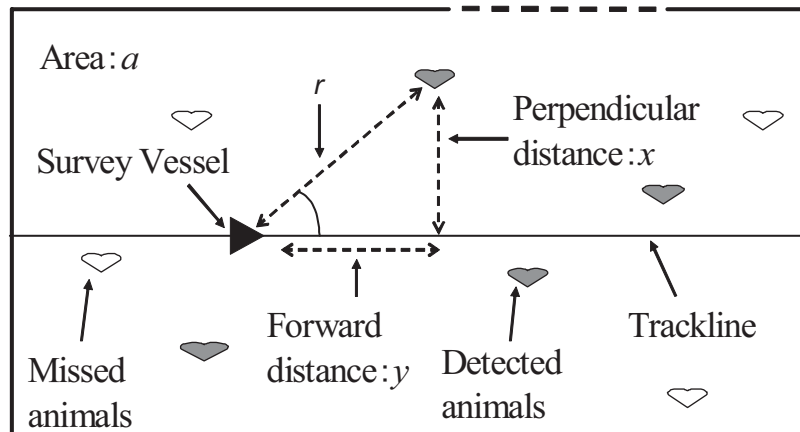 Area: a
r
Perpendicular
distance: x
Survey Vessel
Forward
distance: y
Trackline
Missed
animals
Detected
animals